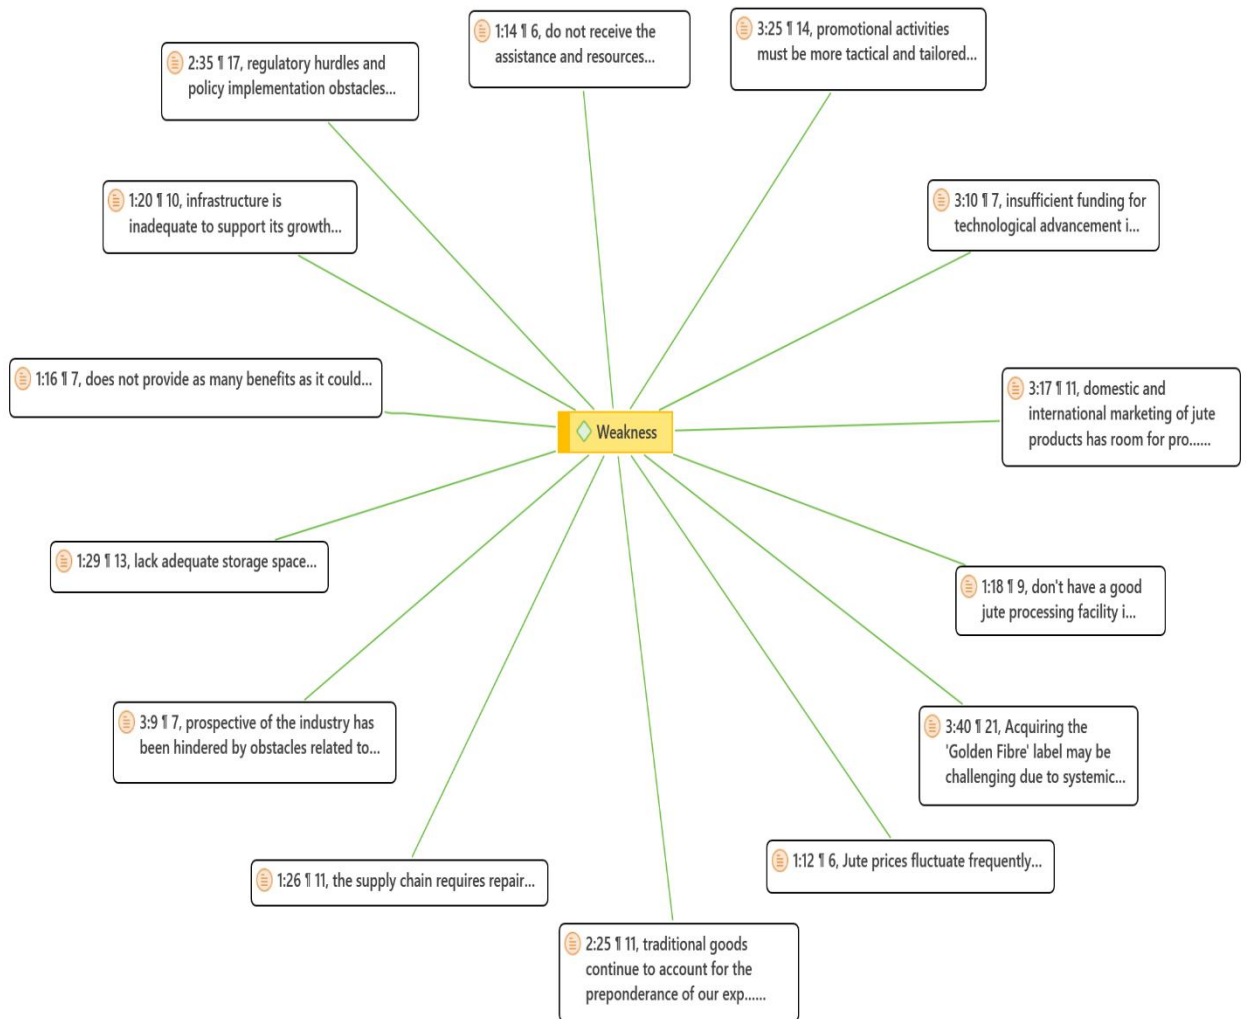 1:14 ¶ 6, do not receive the
assistance and resources...
3:25 ¶ 14, promotional activities
must be more tactical and tailored...
2:35 ¶ 17, regulatory hurdles and
policy implementation obstacles...
1:20 ¶ 10, infrastructure is
inadequate to support its growth...
3:10 ¶ 7, insufficient funding for
technological advancement i...
1:16 ¶ 7, does not provide as many benefits as it could...
3:17 ¶ 11, domestic and
international marketing of jute
products has room for pro......
Weakness
1:29 ¶ 13, lack adequate storage space...
1:18 ¶ 9, don't have a good
jute processing facility i...
3:9 ¶ 7, prospective of the industry has
been hindered by obstacles related to...
3:40 ¶ 21, Acquiring the
'Golden Fibre' label may be
challenging due to systemic...
1:26 ¶ 11, the supply chain requires repair...
1:12 ¶ 6, Jute prices fluctuate frequently...
2:25 ¶ 11, traditional goods
continue to account for the
preponderance of our exp......